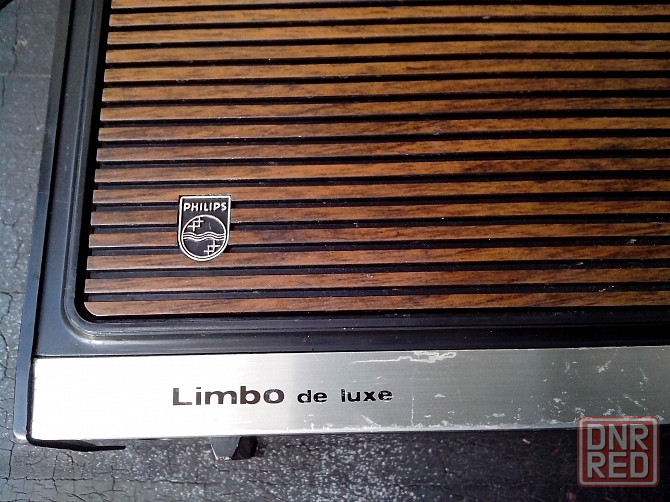 PHILIPS
Limbo de luxe
DNR
RED